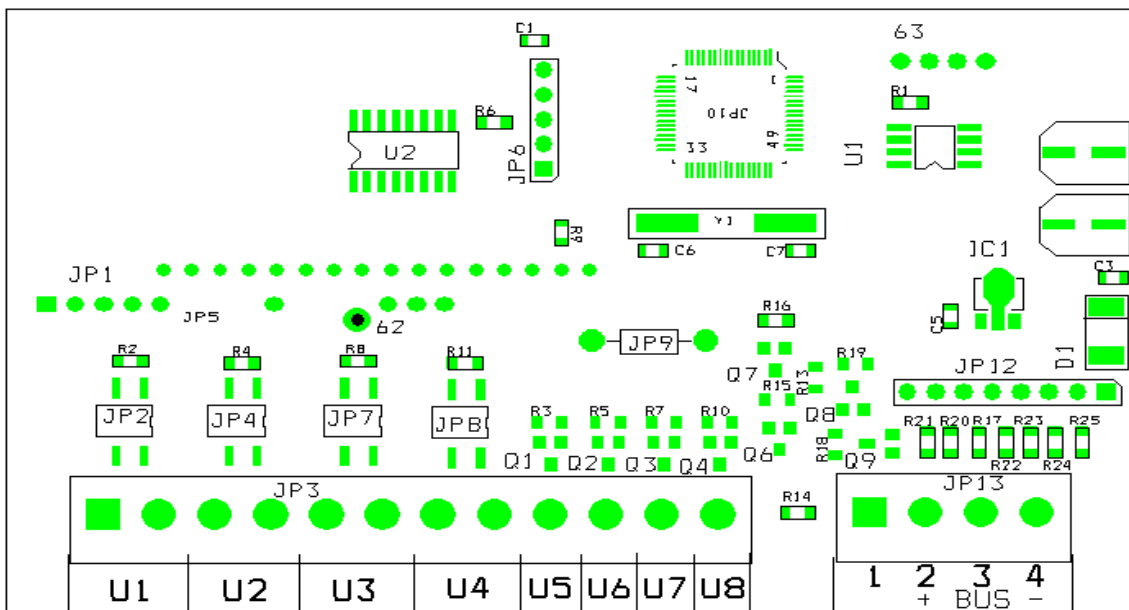 C1
63
R1
R6
17
JP10
33
49
U2
JP6
U1
R9
Y1
C6
C7
IC1
C3
JP1
JP5
62
R16
C5
JP9
D1
R2
R4
R8
R11
Q7
R13
R19
JP12
R15
JP2
JP4
JP7
JP8
R3
R5
R7
R10
Q8
R21
R20
R17
R23
R25
Q1
Q2
Q3
Q4
Q6
R18
Q9
R22
R24
JP3
R14
JP13
U1 U2 U3 U4 U5 U6 U7 U8
1 2 3 4
+ BUS -